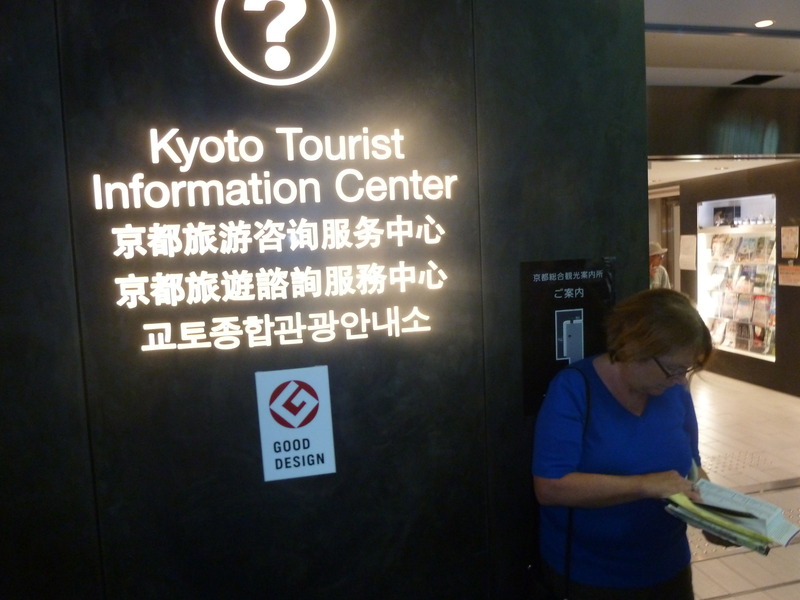 ?
Kyoto Tourist
Information Center
京都旅游咨询服务中心
京都旅遊諮詢服務中心
교토종합관광안내소
GOOD
DESIGN
京都総合観光案内所
ご案内